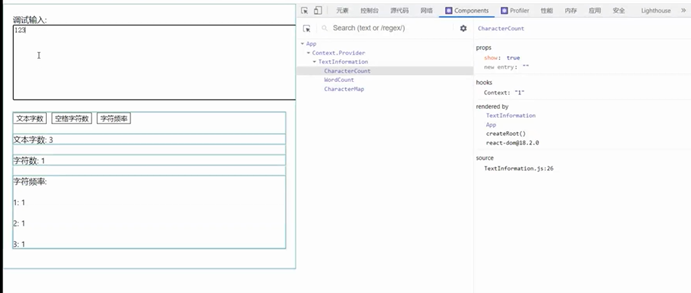 调试输入:
123
文本字数 空格字符数 字符频率
文本字数: 3
字符数: 1
字符频率:
1: 1
2: 1
3: 1
元素 控制台 源代码 网络 Components Profiler 性能 内存 应用 安全 Lighthouse »
Search (text or /regex/)
App
Context.Provider
TextInformation
CharacterCount
WordCount
CharacterMap
CharacterCount
props
show: true
new entry: ""
hooks
Context: "1"
rendered by
TextInformation
App
createRoot()
react-dom@18.2.0
source
TextInformation.js:26